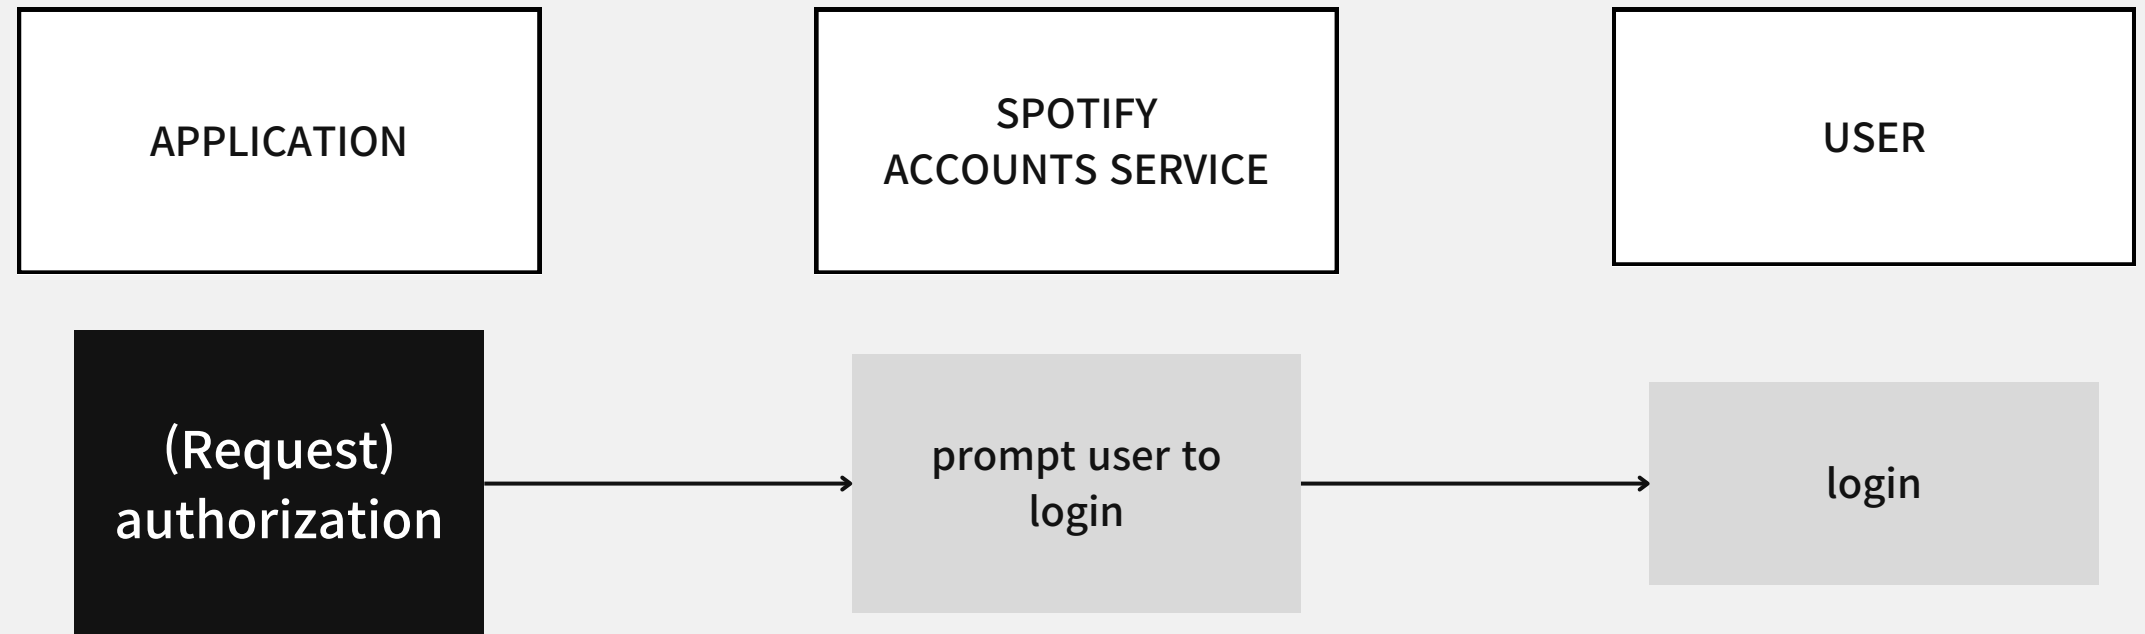 APPLICATION
SPOTIFY
ACCOUNTS SERVICE
USER
(Request)
authorization
prompt user to
login
login